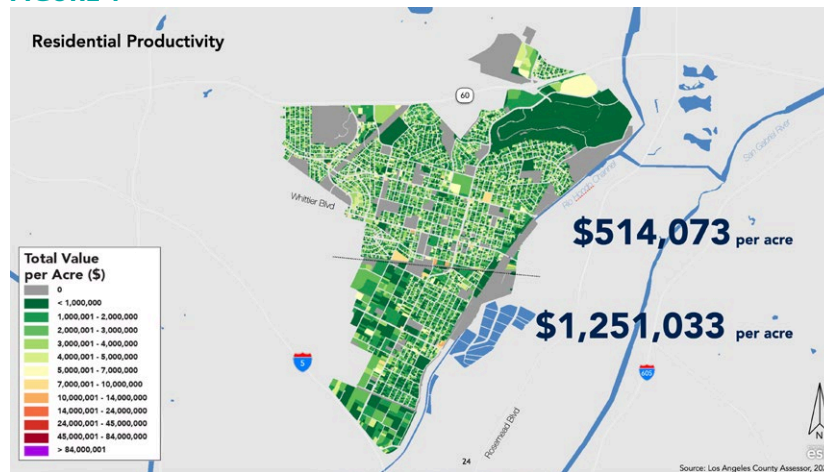 Residential Productivity
60
Whittier Blvd
Rio Hondo Channel
San Gabriel River
$514,073 per acre
$1,251,033 per acre
Total Value
per Acre ($)
0
< 1,000,000
1,000,001 - 2,000,000
2,000,001 - 3,000,000
3,000,001 - 4,000,000
4,000,001 - 5,000,000
5,000,001 - 7,000,000
7,000,001 - 10,000,000
10,000,001 - 14,000,000
14,000,001 - 24,000,000
24,000,001 - 45,000,000
45,000,001 - 84,000,000
> 84,000,001
5
605
Rosemead Blvd
N
24
Source: Los Angeles County Assessor, 20